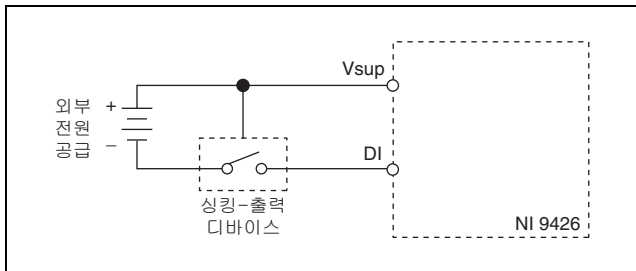 Vsup
외부 +
전원
공급 –
DI
싱킹-출력
디바이스
NI 9426